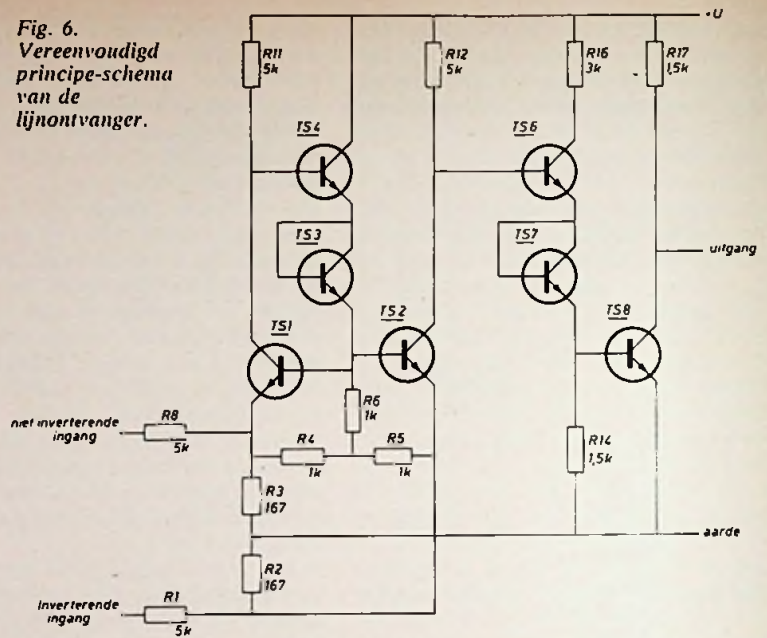 Fig. 6.
Vereenvoudigd
principe-schema
van de
lijnontvanger.
+U
R11
5k
R12
5k
R16
3k
R17
1,5k
TS4
TS6
TS3
TS7
uitgang
TS1
TS2
TS8
R6
1k
niet inverterende
ingang
R8
5k
R4
1k
R5
1k
R14
1,5k
R3
167
aarde
R2
167
Inverterende
ingang
R1
5k